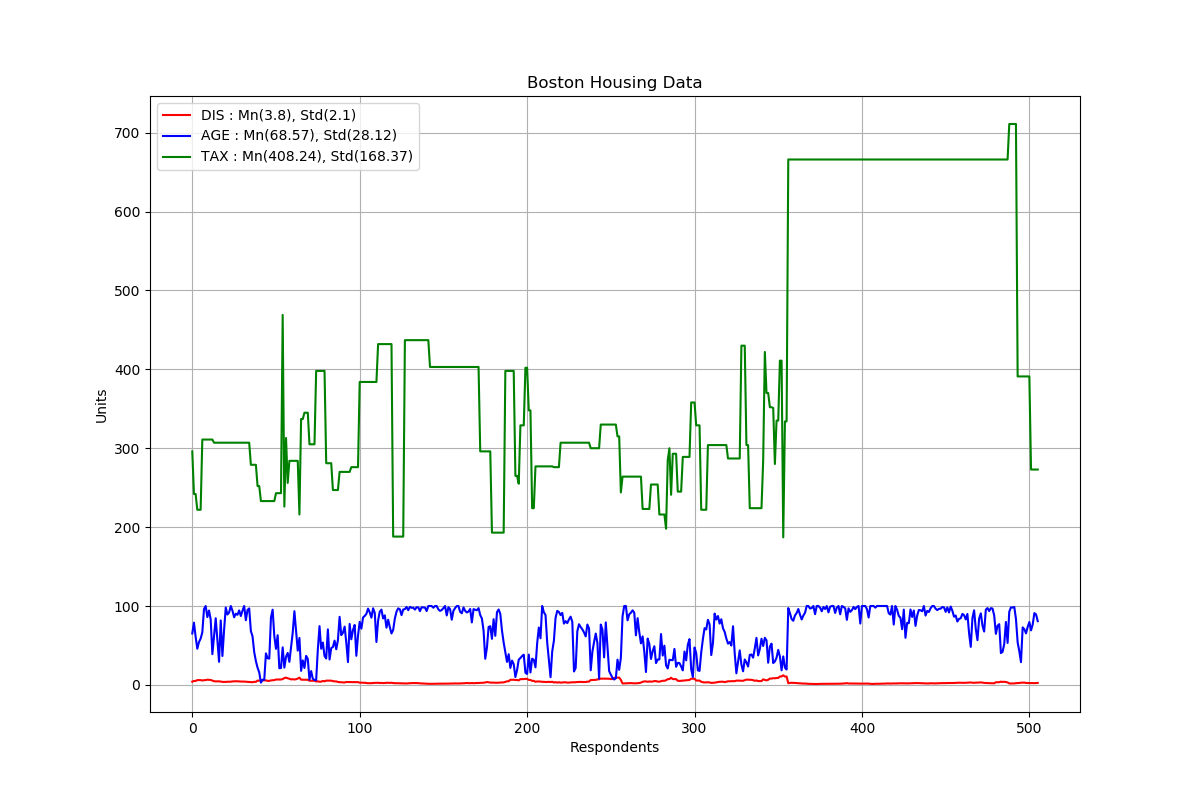 Boston Housing Data
DIS : Mn(3.8), Std(2.1)
AGE : Mn(68.57), Std(28.12)
TAX : Mn(408.24), Std(168.37)
700
600
500
400
300
200
100
0
Units
0 100 200 300 400 500
Respondents